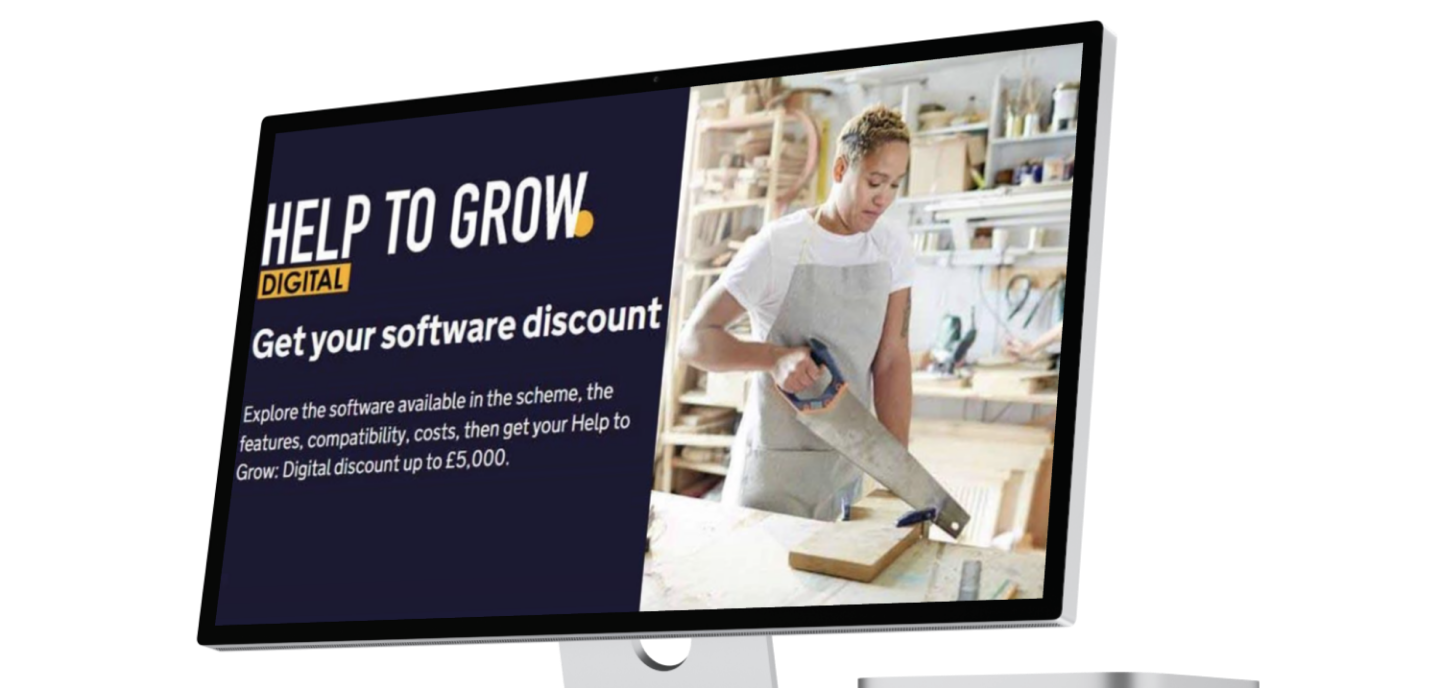 HELP TO GROW.
DIGITAL
Get your software discount
Explore the software available in the scheme, the
features, compatibility, costs, then get your Help to
Grow: Digital discount up to £5,000.